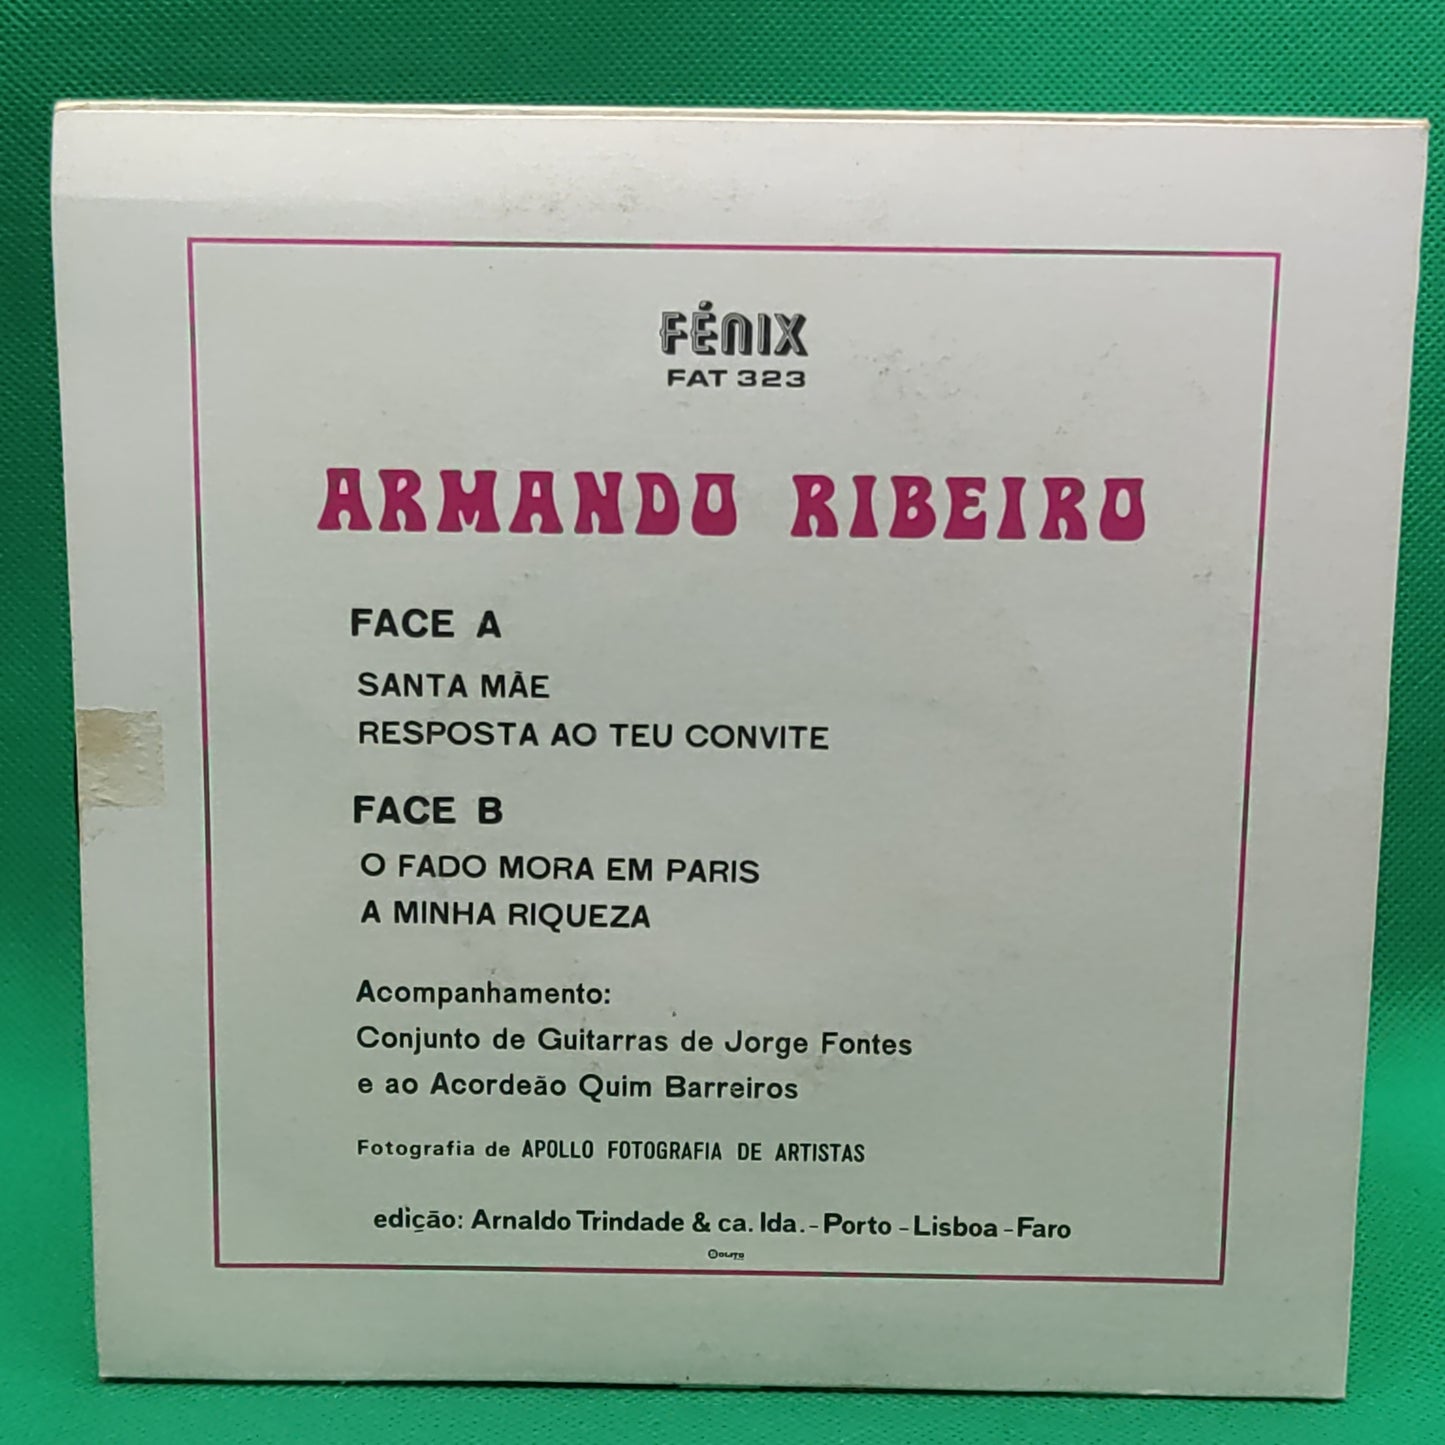 FÉNIX
FAT 323
ARMANDO RIBEIRO
FACE A
SANTA MÃE
RESPOSTA AO TEU CONVITE
FACE B
O FADO MORA EM PARIS
A MINHA RIQUEZA
Acompanhamento:
Conjunto de Guitarras de Jorge Fontes
e ao Acordeão Quim Barreiros
Fotografia de APOLLO FOTOGRAFIA DE ARTISTAS
edição: Arnaldo Trindade & ca. lda. - Porto - Lisboa - Faro